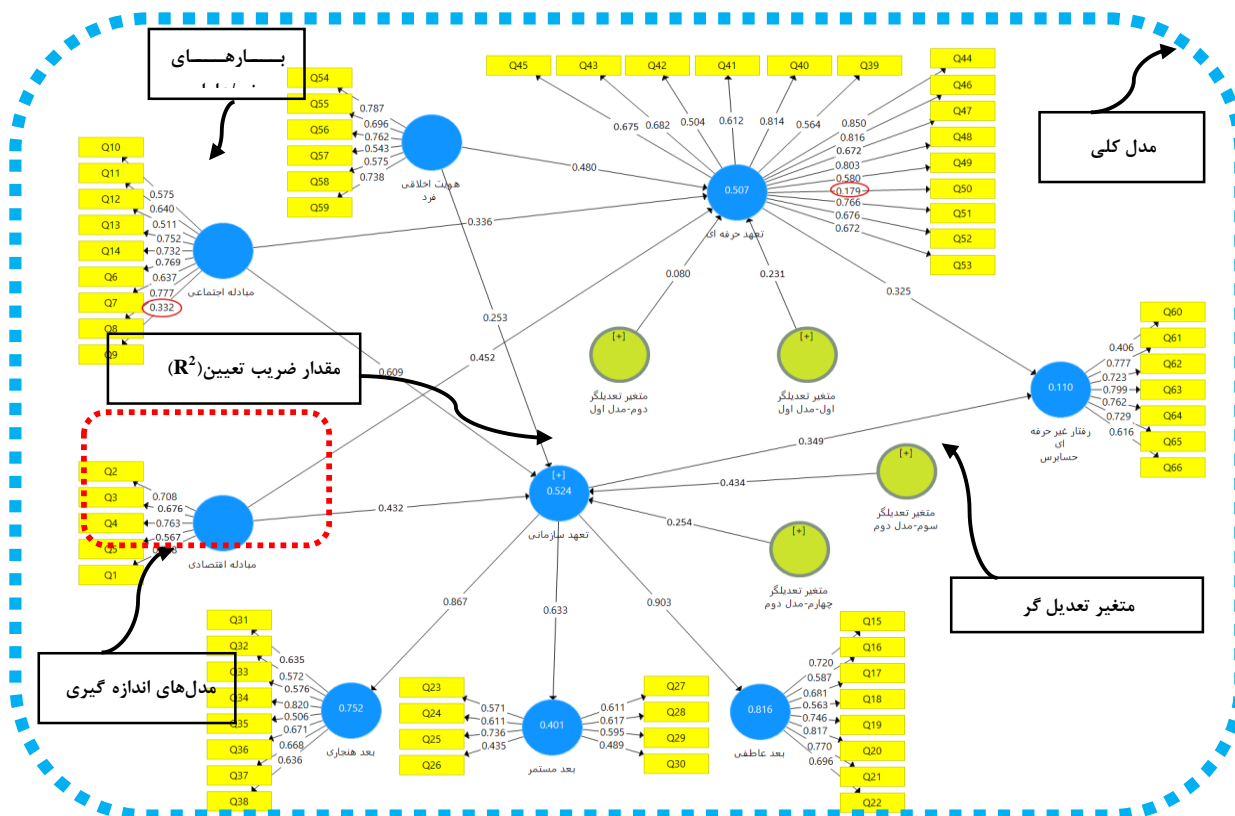 بـــــارهـــــــای
مدل کلی
Q45
Q43
Q42
Q41
Q40
Q39
Q44
Q46
Q47
Q48
Q49
Q50
Q51
Q52
Q53
0.675
0.682
0.504
0.612
0.814
0.564
0.850
0.816
0.672
0.803
0.580
0.179
0.766
0.676
0.672
0.507
تعهد حرفه ای
Q54
Q55
Q56
Q57
Q58
Q59
0.787
0.696
0.762
0.543
0.575
0.738
هویت اخلاقی
فرد
0.480
Q10
Q11
Q12
Q13
Q14
Q6
Q7
Q8
Q9
0.575
0.640
0.511
0.752
0.732
0.769
0.637
0.777
0.332
مبادله اجتماعی
0.336
0.253
0.452
0.609
0.080
0.231
0.325
[+]
متغیر تعدیلگر
دوم-مدل اول
[+]
متغیر تعدیلگر
اول-مدل اول
مقدار ضریب تعیین(R²)
Q60
Q61
Q62
Q63
Q64
Q65
Q66
0.406
0.777
0.723
0.799
0.762
0.729
0.616
0.110
رفتار غیر حرفه
ای
حسابرس
0.349
Q2
Q3
Q4
Q5
Q1
0.708
0.676
0.763
0.567
مبادله اقتصادی
0.432
[+]
0.524
تعهد سازمانی
0.434
[+]
متغیر تعدیلگر
سوم-مدل دوم
0.254
[+]
متغیر تعدیلگر
چهارم-مدل دوم
متغیر تعدیل گر
مدل‌های اندازه گیری
0.867
0.633
0.903
Q31
Q32
Q33
Q34
Q35
Q36
Q37
Q38
0.635
0.572
0.576
0.820
0.506
0.671
0.668
0.636
0.752
بعد هنجاری
Q23
Q24
Q25
Q26
0.571
0.611
0.736
0.435
0.401
بعد مستمر
0.611
0.617
0.595
0.489
Q27
Q28
Q29
Q30
0.816
بعد عاطفی
0.720
0.587
0.681
0.563
0.746
0.817
0.770
0.696
Q15
Q16
Q17
Q18
Q19
Q20
Q21
Q22